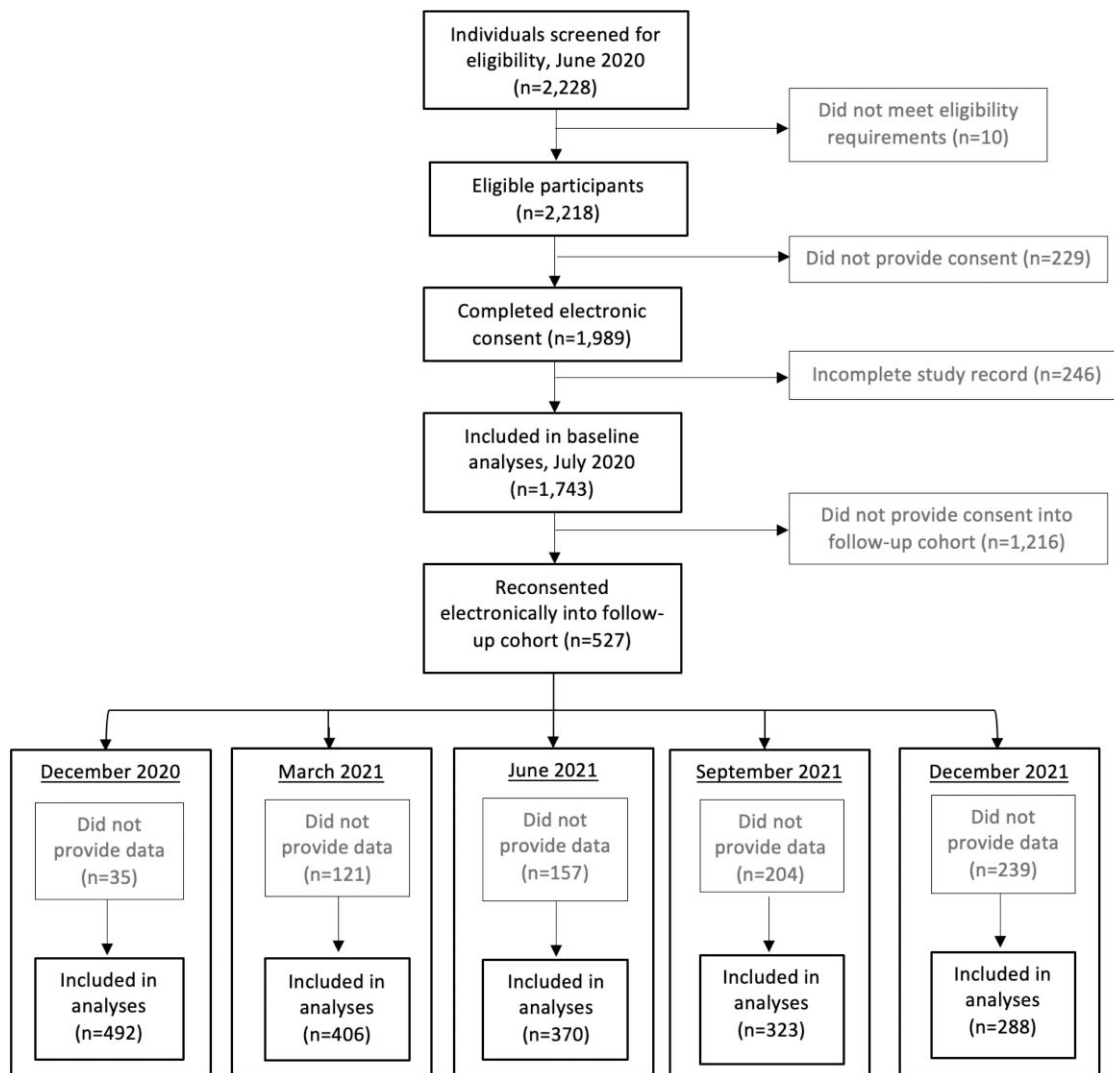 Individuals screened for
eligibility, June 2020
(n=2,228)
Did not meet eligibility
requirements (n=10)
Eligible participants
(n=2,218)
Did not provide consent (n=229)
Completed electronic
consent (n=1,989)
Incomplete study record (n=246)
Included in baseline
analyses, July 2020
(n=1,743)
Did not provide consent into
follow-up cohort (n=1,216)
Reconsented
electronically into follow-
up cohort (n=527)
December 2020
Did not
provide data
(n=35)
Included in
analyses
(n=492)
March 2021
Did not
provide data
(n=121)
Included in
analyses
(n=406)
June 2021
Did not
provide data
(n=157)
Included in
analyses
(n=370)
September 2021
Did not
provide data
(n=204)
Included in
analyses
(n=323)
December 2021
Did not
provide data
(n=239)
Included in
analyses
(n=288)